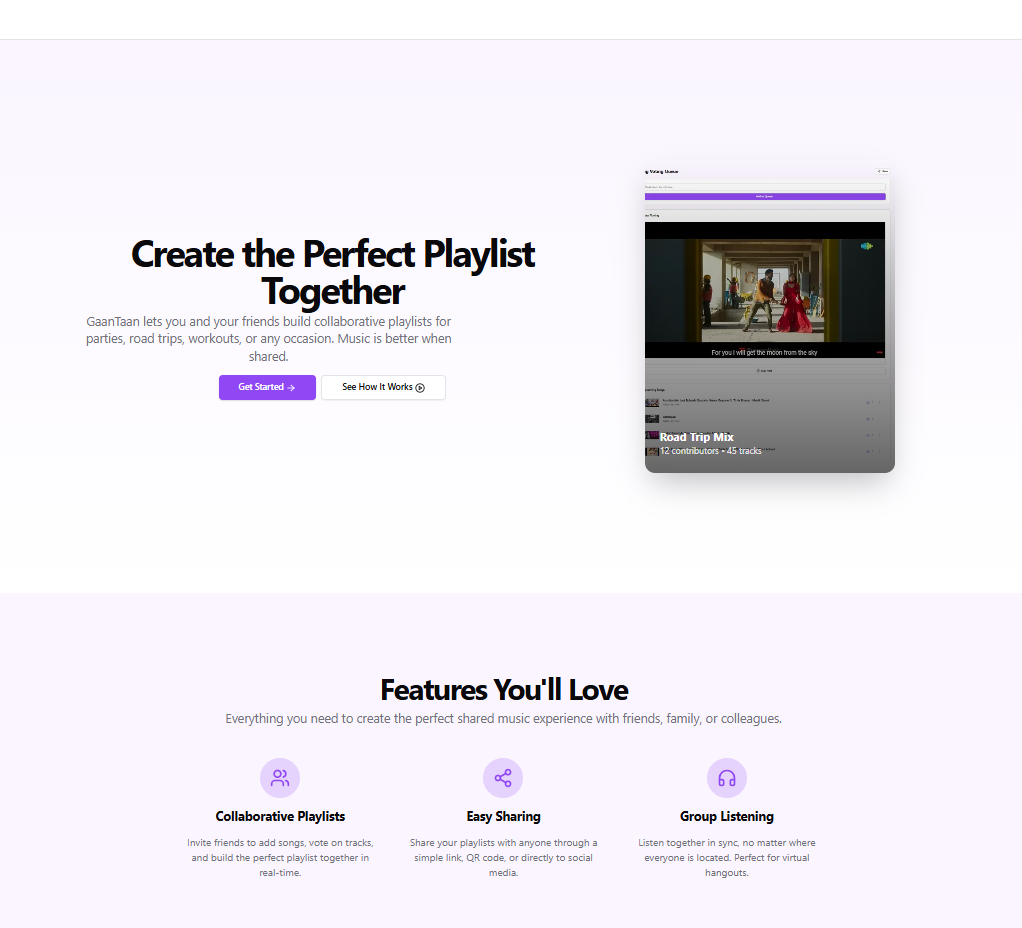 Create the Perfect Playlist
Together
GaanTaan lets you and your friends build collaborative playlists for
parties, road trips, workouts, or any occasion. Music is better when
shared.
Get Started
See How It Works
Voting Queue
For you I will get the moon from the sky
Road Trip Mix
12 contributors • 45 tracks
Features You'll Love
Everything you need to create the perfect shared music experience with friends, family, or colleagues.
Collaborative Playlists
Invite friends to add songs, vote on tracks,
and build the perfect playlist together in
real-time.
Easy Sharing
Share your playlists with anyone through a
simple link, QR code, or directly to social
media.
Group Listening
Listen together in sync, no matter where
everyone is located. Perfect for virtual
hangouts.